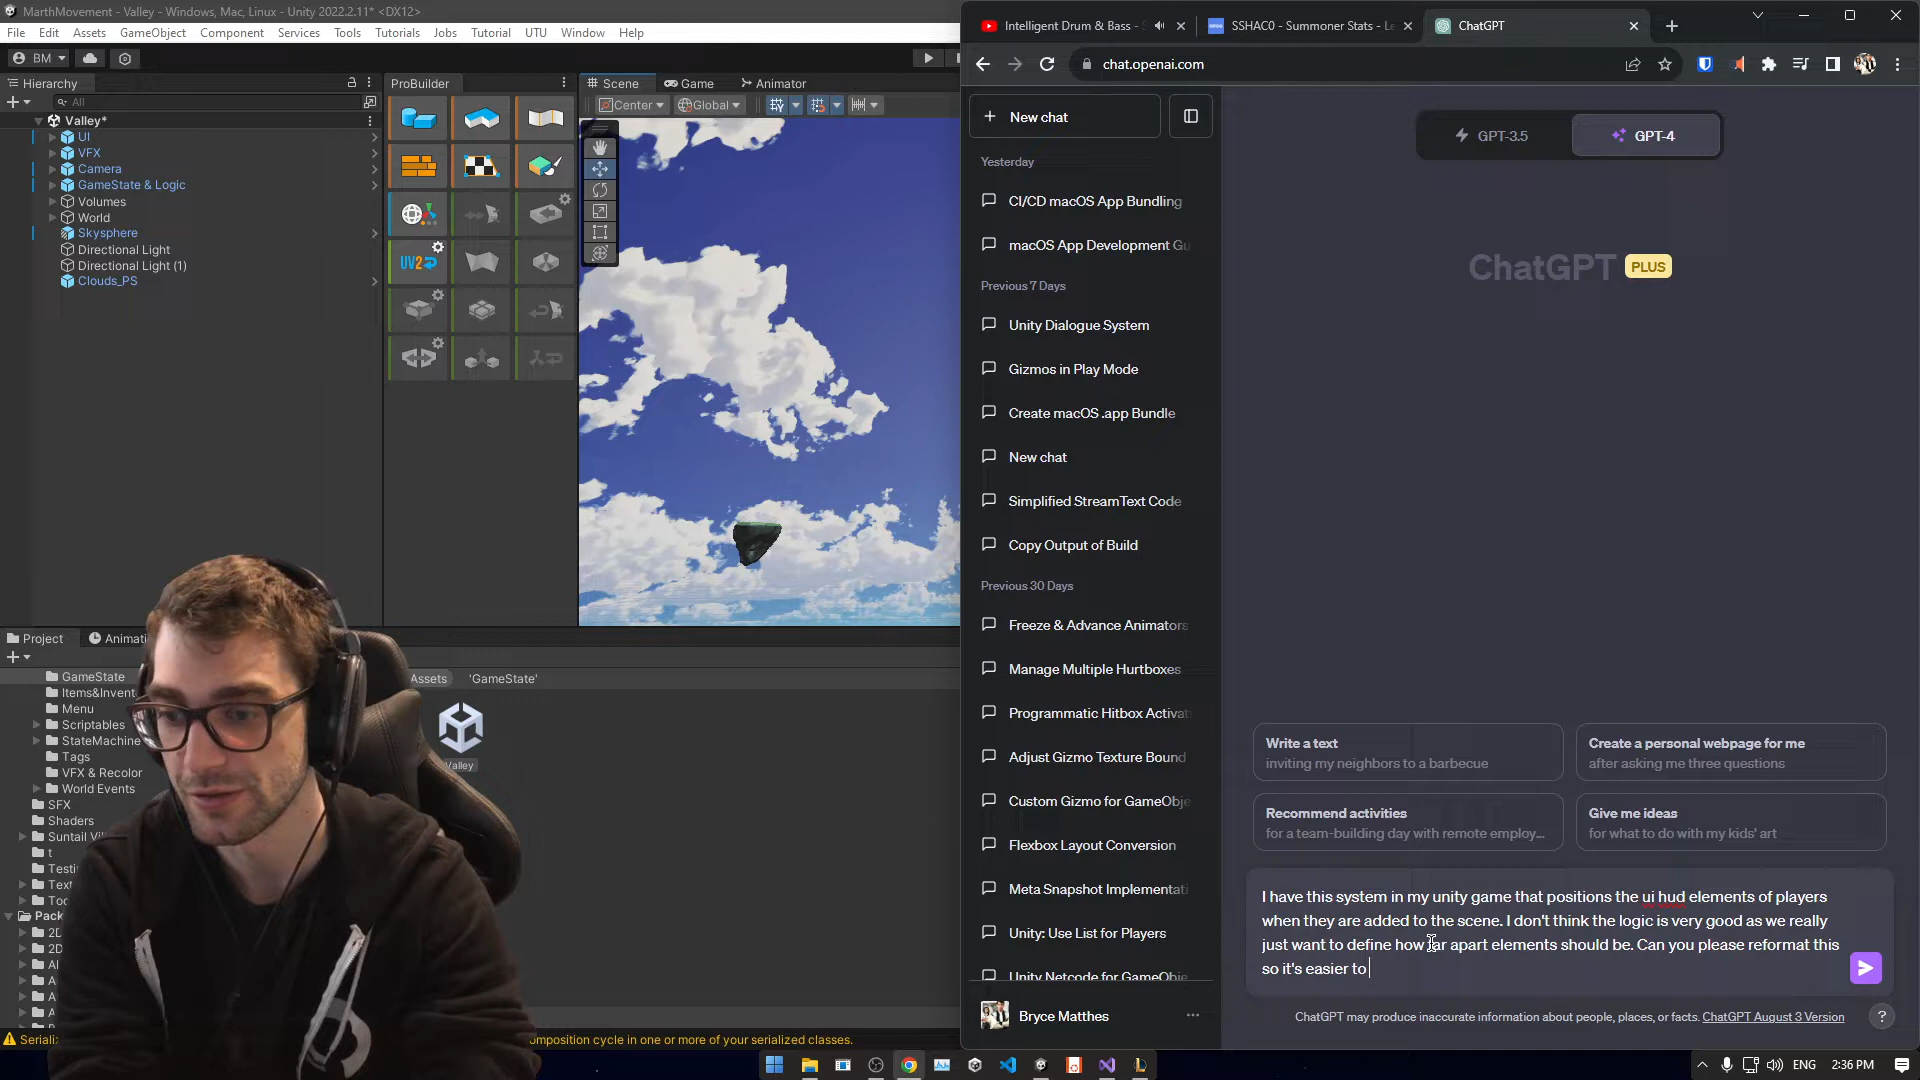 MarthMovement - Valley - Windows, Mac, Linux - Unity 2022.2.11* <DX12>
File Edit Assets GameObject Component Services Tools Tutorials Jobs Tutorial UTU Window Help
BM
Hierarchy
All
Valley*
UI
VFX
Camera
GameState & Logic
Volumes
World
Skysphere
Directional Light
Directional Light (1)
Clouds_PS
ProBuilder
UV2
Scene Game Animator
Center Global
Project
GameState
Menu
Scriptables
Tags
VFX & Recolor
World Events
SFX
Shaders
t
Assets 'GameState'
Valley
omposition cycle in one or more of your serialized classes.
Intelligent Drum & Bass - S
SSHAC0 - Summoner Stats - Le
ChatGPT
chat.openai.com
New chat
Yesterday
CI/CD macOS App Bundling
macOS App Development Gu
Previous 7 Days
Unity Dialogue System
Gizmos in Play Mode
Create macOS .app Bundle
New chat
Simplified StreamText Code
Copy Output of Build
Previous 30 Days
Freeze & Advance Animators
Manage Multiple Hurtboxes
Programmatic Hitbox Activat
Adjust Gizmo Texture Bound
Custom Gizmo for GameObje
Flexbox Layout Conversion
Meta Snapshot Implementati
Unity: Use List for Players
Unity Netcode for GameObje
Bryce Matthes
GPT-3.5 GPT-4
ChatGPT PLUS
Write a text
inviting my neighbors to a barbecue
Create a personal webpage for me
after asking me three questions
Recommend activities
for a team-building day with remote employ...
Give me ideas
for what to do with my kids' art
I have this system in my unity game that positions the ui hud elements of players
when they are added to the scene. I don't think the logic is very good as we really
just want to define how far apart elements should be. Can you please reformat this
so it's easier to
ChatGPT may produce inaccurate information about people, places, or facts. ChatGPT August 3 Version
?
ENG 2:36 PM